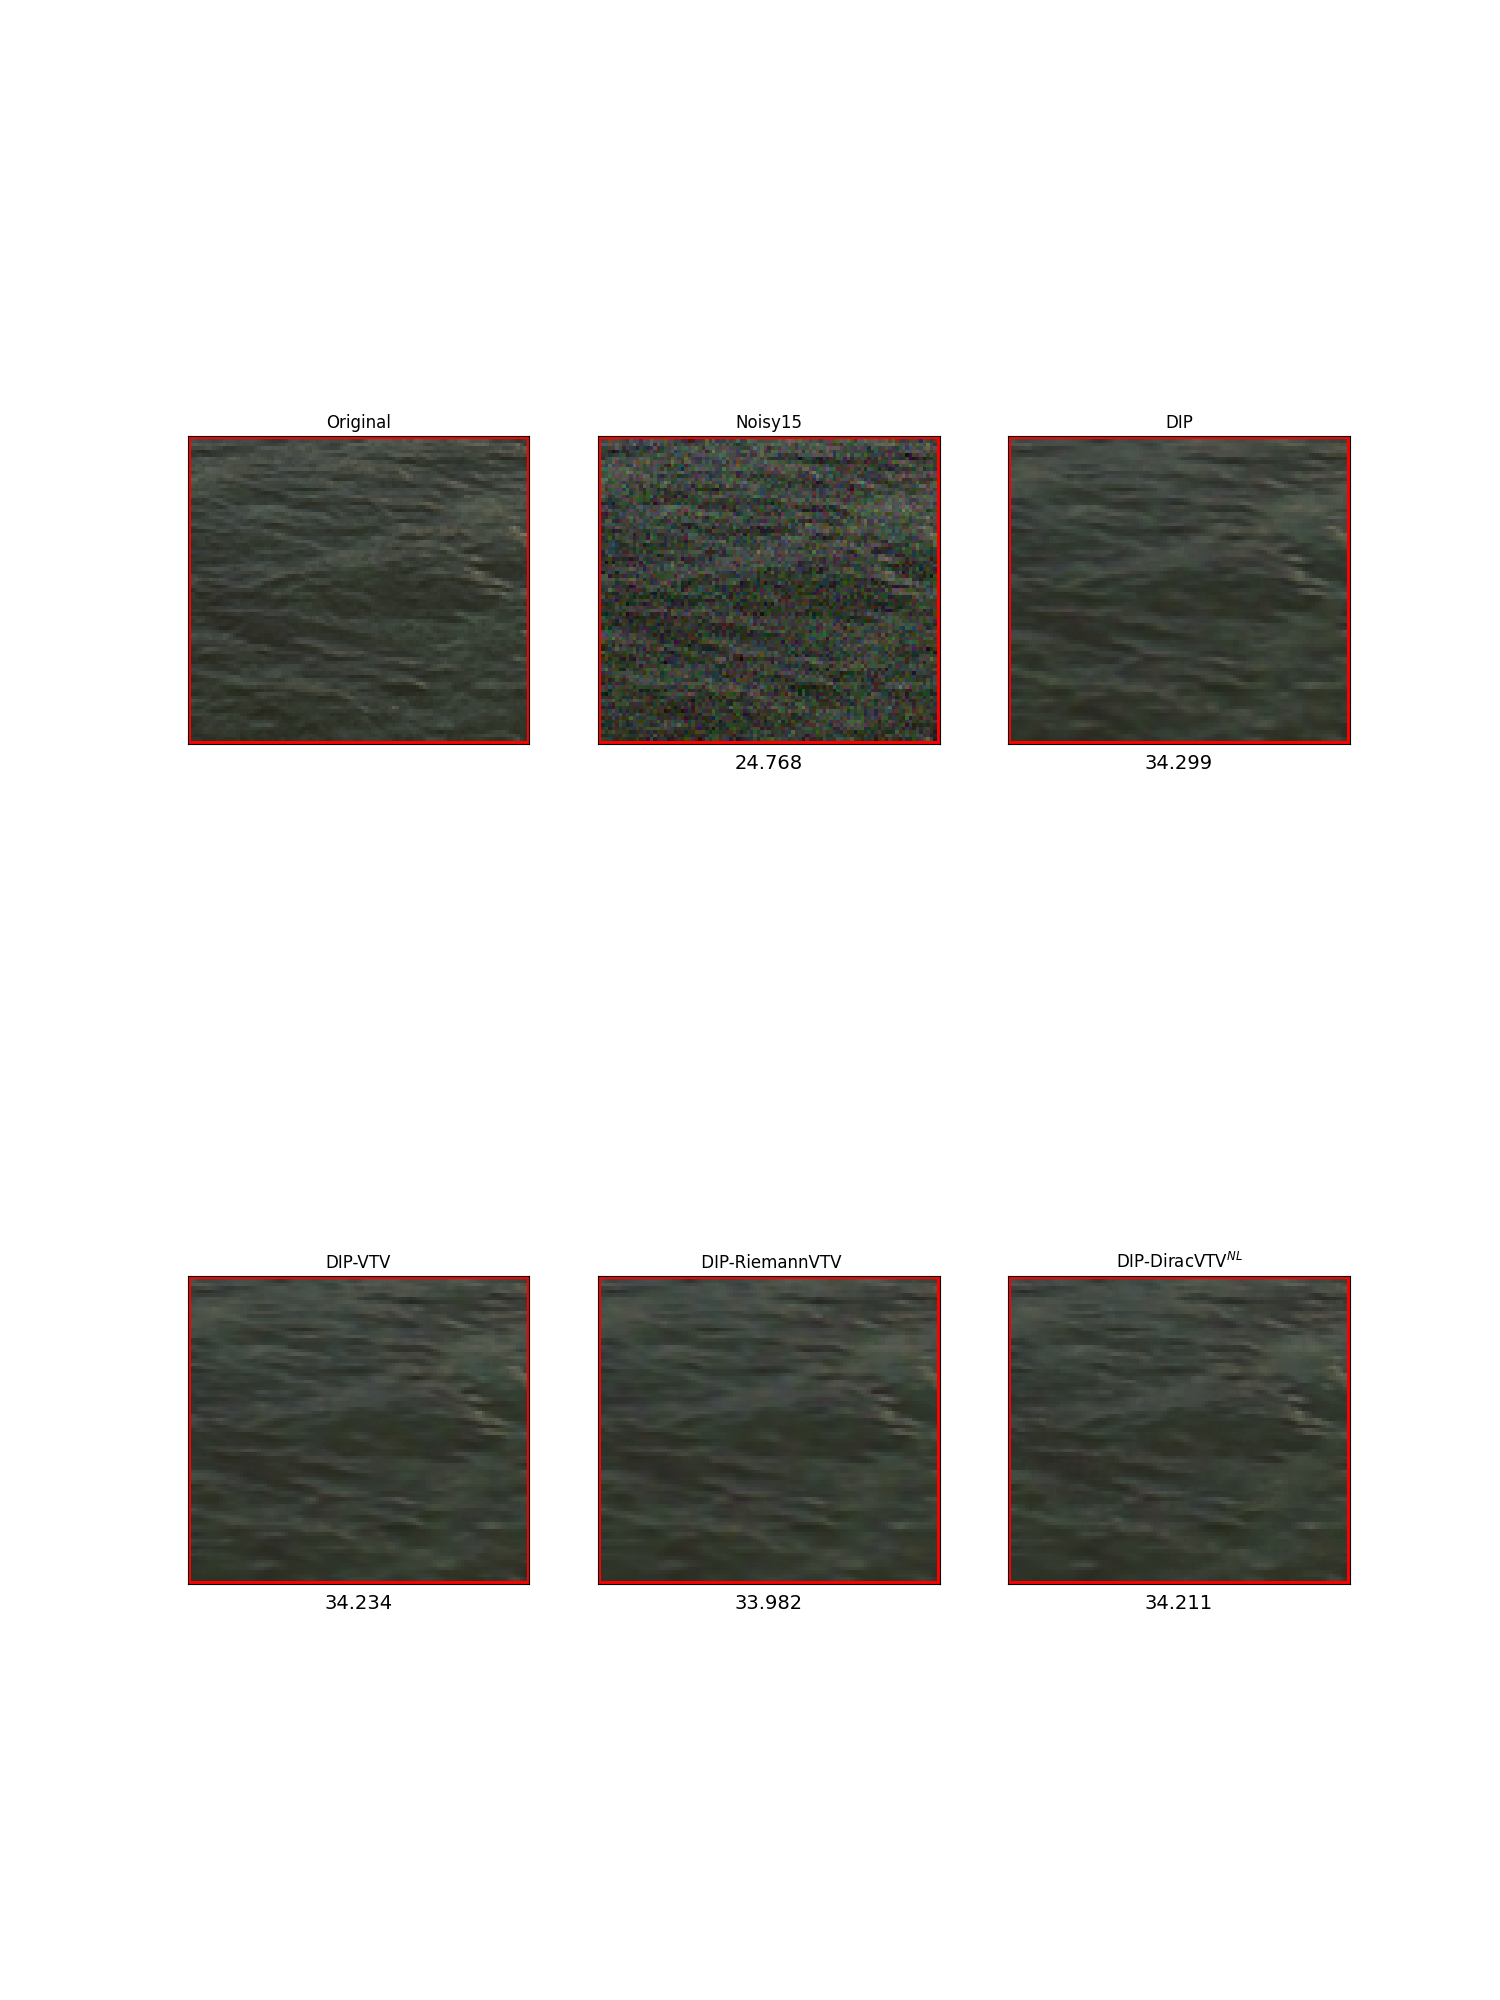 Original
Noisy15
DIP
24.768
34.299
DIP-VTV
DIP-RiemannVTV
DIP-DiracVTV^{NL}
34.234
33.982
34.211